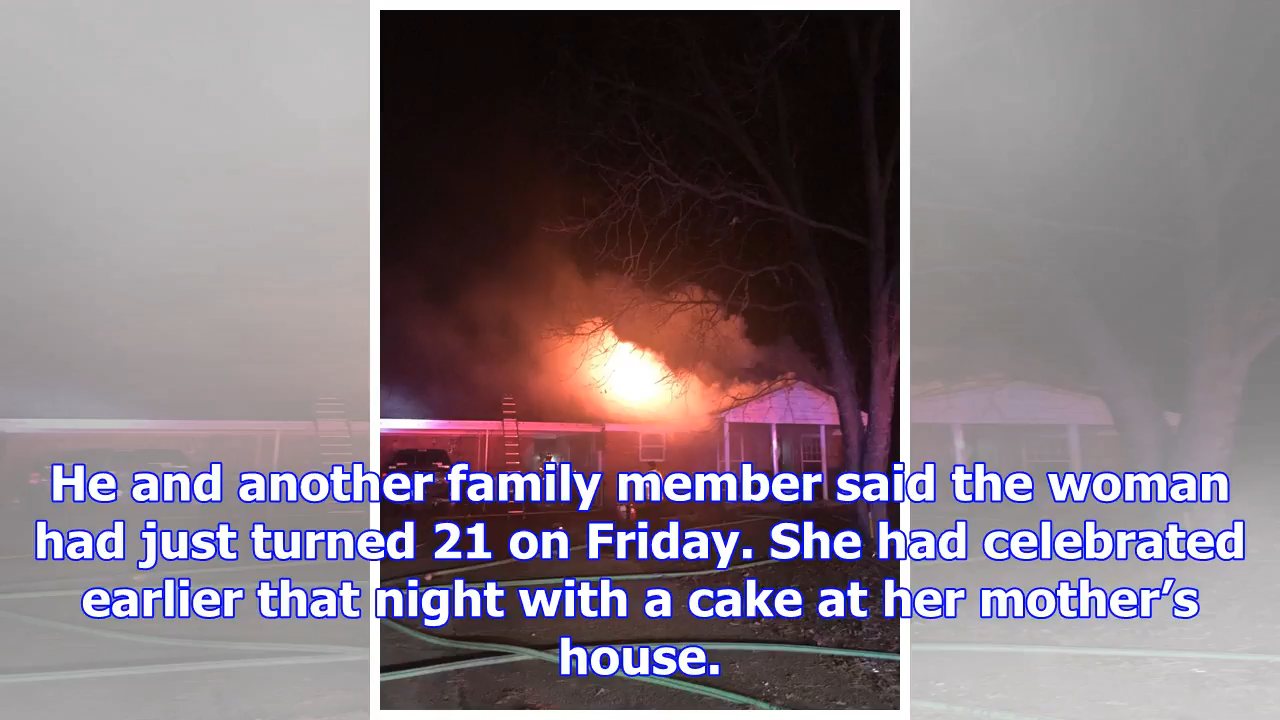 He and another family member said the woman
had just turned 21 on Friday. She had celebrated
earlier that night with a cake at her mother’s
house.